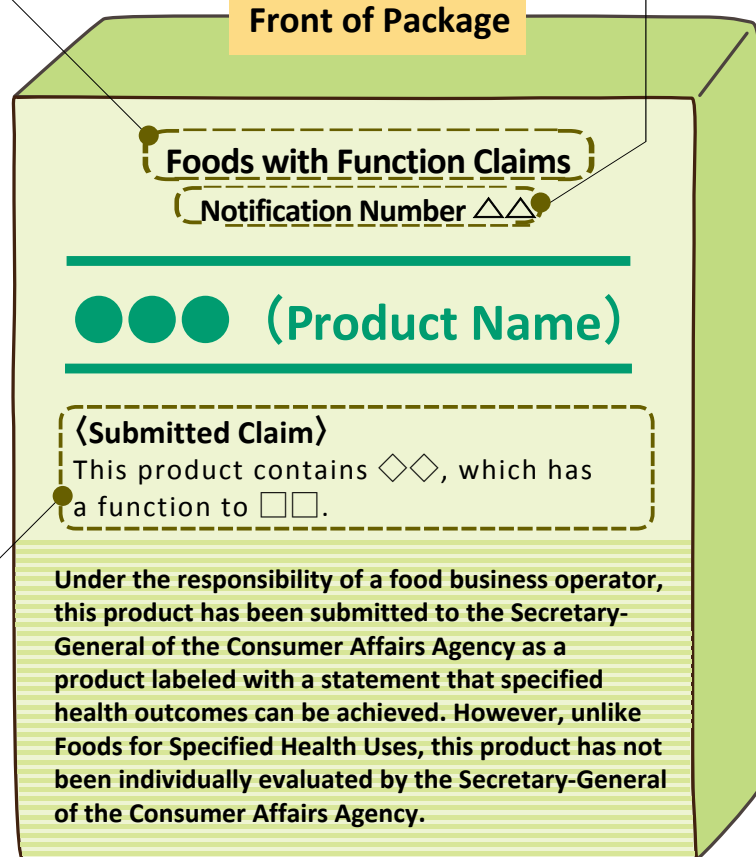 Front of Package
Foods with Function Claims
Notification Number △△
●●● (Product Name)
〈Submitted Claim〉
This product contains ◇◇, which has
a function to □□.
Under the responsibility of a food business operator,
this product has been submitted to the Secretary-
General of the Consumer Affairs Agency as a
product labeled with a statement that specified
health outcomes can be achieved. However, unlike
Foods for Specified Health Uses, this product has not
been individually evaluated by the Secretary-General
of the Consumer Affairs Agency.